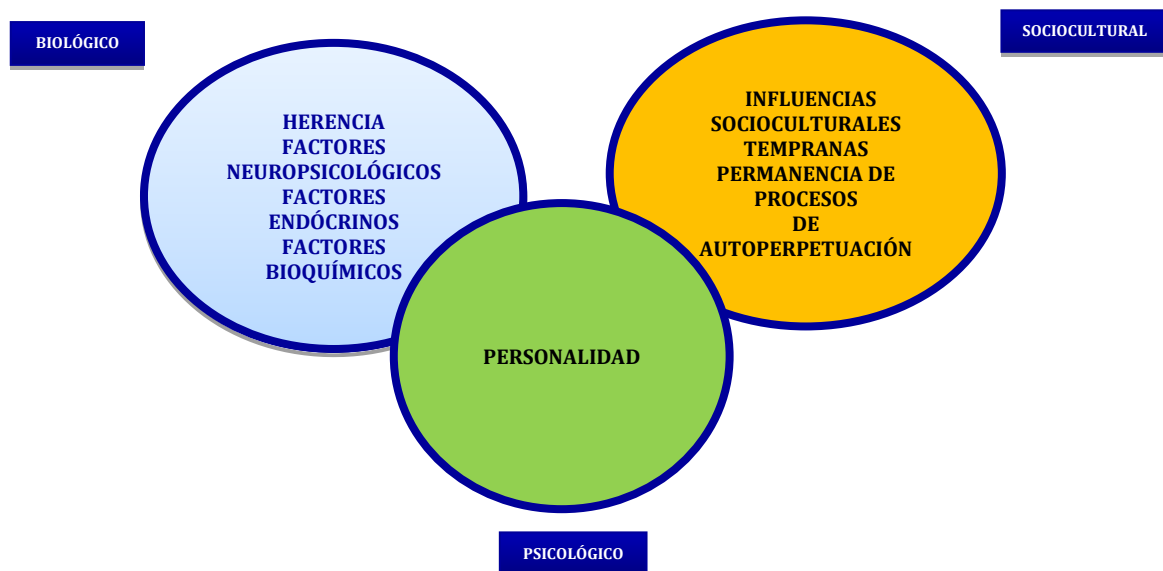 BIOLÓGICO
SOCIOCULTURAL
HERENCIA
FACTORES
NEUROPSICOLÓGICOS
FACTORES
ENDÓCRINOS
FACTORES
BIOQUÍMICOS
INFLUENCIAS
SOCIOCULTURALES
TEMPRANAS
PERMANENCIA DE
PROCESOS
DE
AUTOPERPETUACIÓN
PERSONALIDAD
PSICOLÓGICO